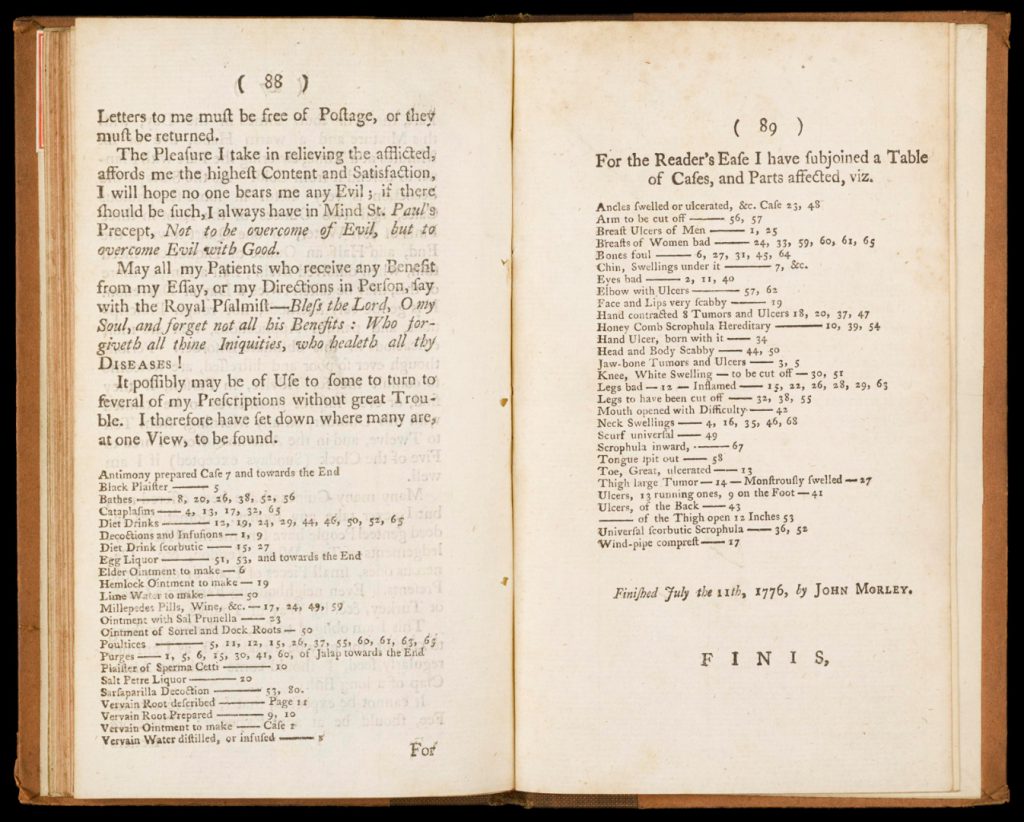 ( 88 )
Letters to me muſt be free of Poſtage, or they
muſt be returned.
The Pleaſure I take in relieving the afflicted,
affords me the higheſt Content and Satisfaction,
I will hope no one bears me any Evil; if there
ſhould be ſuch, I always have in Mind St. Paul's
Precept, Not to be overcome of Evil, but to
overcome Evil with Good.
May all my Patients who receive any Benefit
from my Eſſay, or my Directions in Perſon, ſay
with the Royal Pſalmiſt—Bleſs the Lord, O my
Soul, and forget not all his Benefits: Who for-
giveth all thine Iniquities, who healeth all thy
DISEASES!
It poſſibly may be of Uſe to ſome to turn to
ſeveral of my Preſcriptions without great Trou-
ble. I therefore have ſet down where many are,
at one View, to be found.
Antimony prepared Caſe 7 and towards the End
Black Plaiſter —— 5
Bathes —— 8, 20, 26, 38, 52, 56
Cataplaſms —— 4, 13, 17, 32, 65
Diet Drinks —— 12, 19, 24, 29, 44, 46, 50, 52, 65
Decoctions and Infuſions — 1, 9
Diet Drink ſcorbutic —— 15, 27
Egg Liquor —— 51, 53, and towards the End
Elder Ointment to make — 6
Hemlock Ointment to make — 19
Lime Water to make —— 50
Millepedes Pills, Wine, &c. — 17, 24, 49, 59
Ointment with Sal Prunella —— 23
Ointment of Sorrel and Dock Roots — 50
Poultices —— 5, 11, 12, 15, 26, 37, 55, 60, 61, 63, 65
Purges —— 1, 5, 6, 15, 30, 41, 60, of Jalap towards the End
Plaiſter of Sperma Cetti —— 10
Salt Petre Liquor —— 20
Sarſaparilla Decoction —— 53, 80.
Vervain Root deſcribed —— Page 11
Vervain Root Prepared —— 9, 10
Vervain Ointment to make —— Caſe 1
Vervain Water diſtilled, or infuſed ——
For
( 89 )
For the Reader's Eaſe I have ſubjoined a Table
of Caſes, and Parts affected, viz.
Ancles ſwelled or ulcerated, &c. Caſe 23, 48
Arm to be cut off —— 56, 57
Breaſt Ulcers of Men —— 1, 25
Breaſts of Women bad —— 24, 33, 59, 60, 61, 65
Bones foul —— 6, 27, 31, 45, 64
Chin, Swellings under it —— 7, &c.
Eyes bad —— 2, 11, 40
Elbow with Ulcers —— 57, 62
Face and Lips very ſcabby —— 19
Hand contracted 8 Tumors and Ulcers 18, 20, 37, 47
Honey Comb Scrophula Hereditary —— 10, 39, 54
Hand Ulcer, born with it —— 34
Head and Body Scabby —— 44, 50
Jaw-bone Tumors and Ulcers —— 3, 5
Knee, White Swelling — to be cut off — 30, 51
Legs bad — 12 — Inflamed —— 15, 22, 26, 28, 29, 63
Legs to have been cut off —— 32, 38, 55
Mouth opened with Difficulty —— 42
Neck Swellings —— 4, 16, 35, 46, 68
Scurf univerſal —— 49
Scrophula inward, —— 67
Tongue ſpit out —— 58
Toe, Great, ulcerated —— 13
Thigh large Tumor — 14 — Monſtrouſly ſwelled — 27
Ulcers, 13 running ones, 9 on the Foot — 41
Ulcers, of the Back —— 43
—— of the Thigh open 12 Inches 53
Univerſal ſcorbutic Scrophula —— 36, 52
Wind-pipe compreſt —— 17
Finiſhed July the 11th, 1776, by JOHN MORLEY.
FINIS,